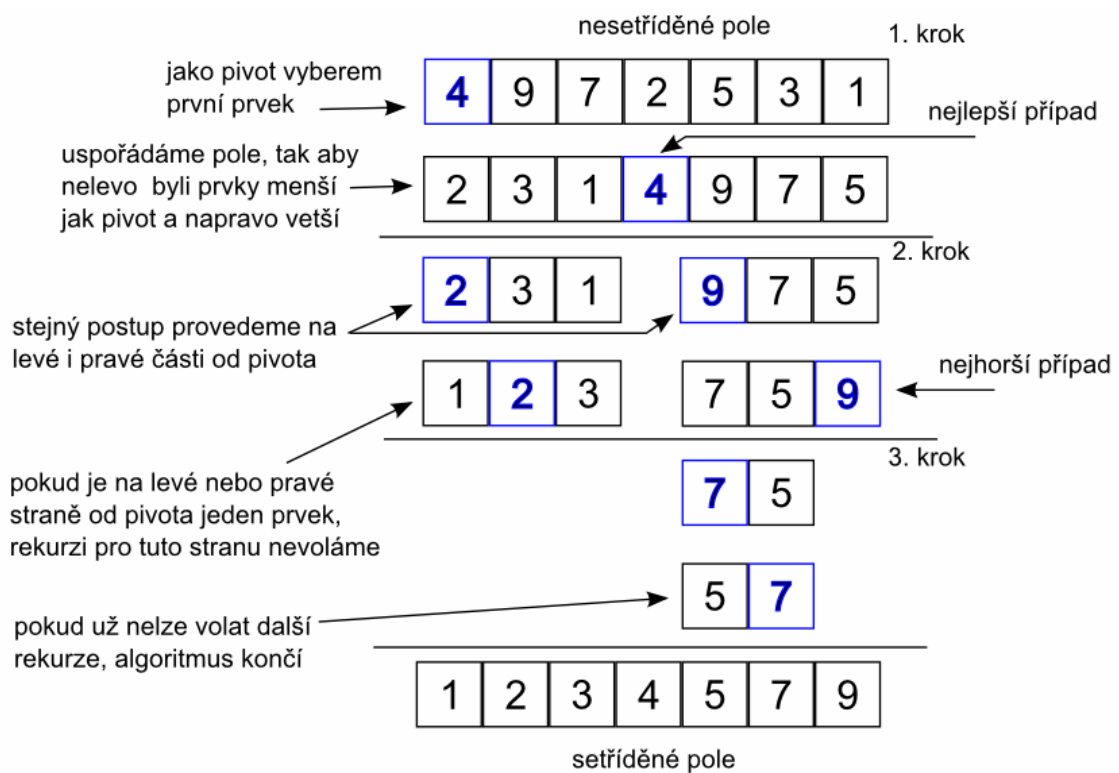 nesetříděné pole
1. krok
jako pivot vyberem
první prvek
4 9 7 2 5 3 1
nejlepší případ
uspořádáme pole, tak aby
nelevo byli prvky menší
jak pivot a napravo vetší
2 3 1 4 9 7 5
2. krok
2 3 1 9 7 5
stejný postup provedeme na
levé i pravé části od pivota
1 2 3 7 5 9
nejhorší případ
3. krok
pokud je na levé nebo pravé
straně od pivota jeden prvek,
rekurzi pro tuto stranu nevoláme
7 5
5 7
pokud už nelze volat další
rekurze, algoritmus končí
1 2 3 4 5 7 9
setříděné pole